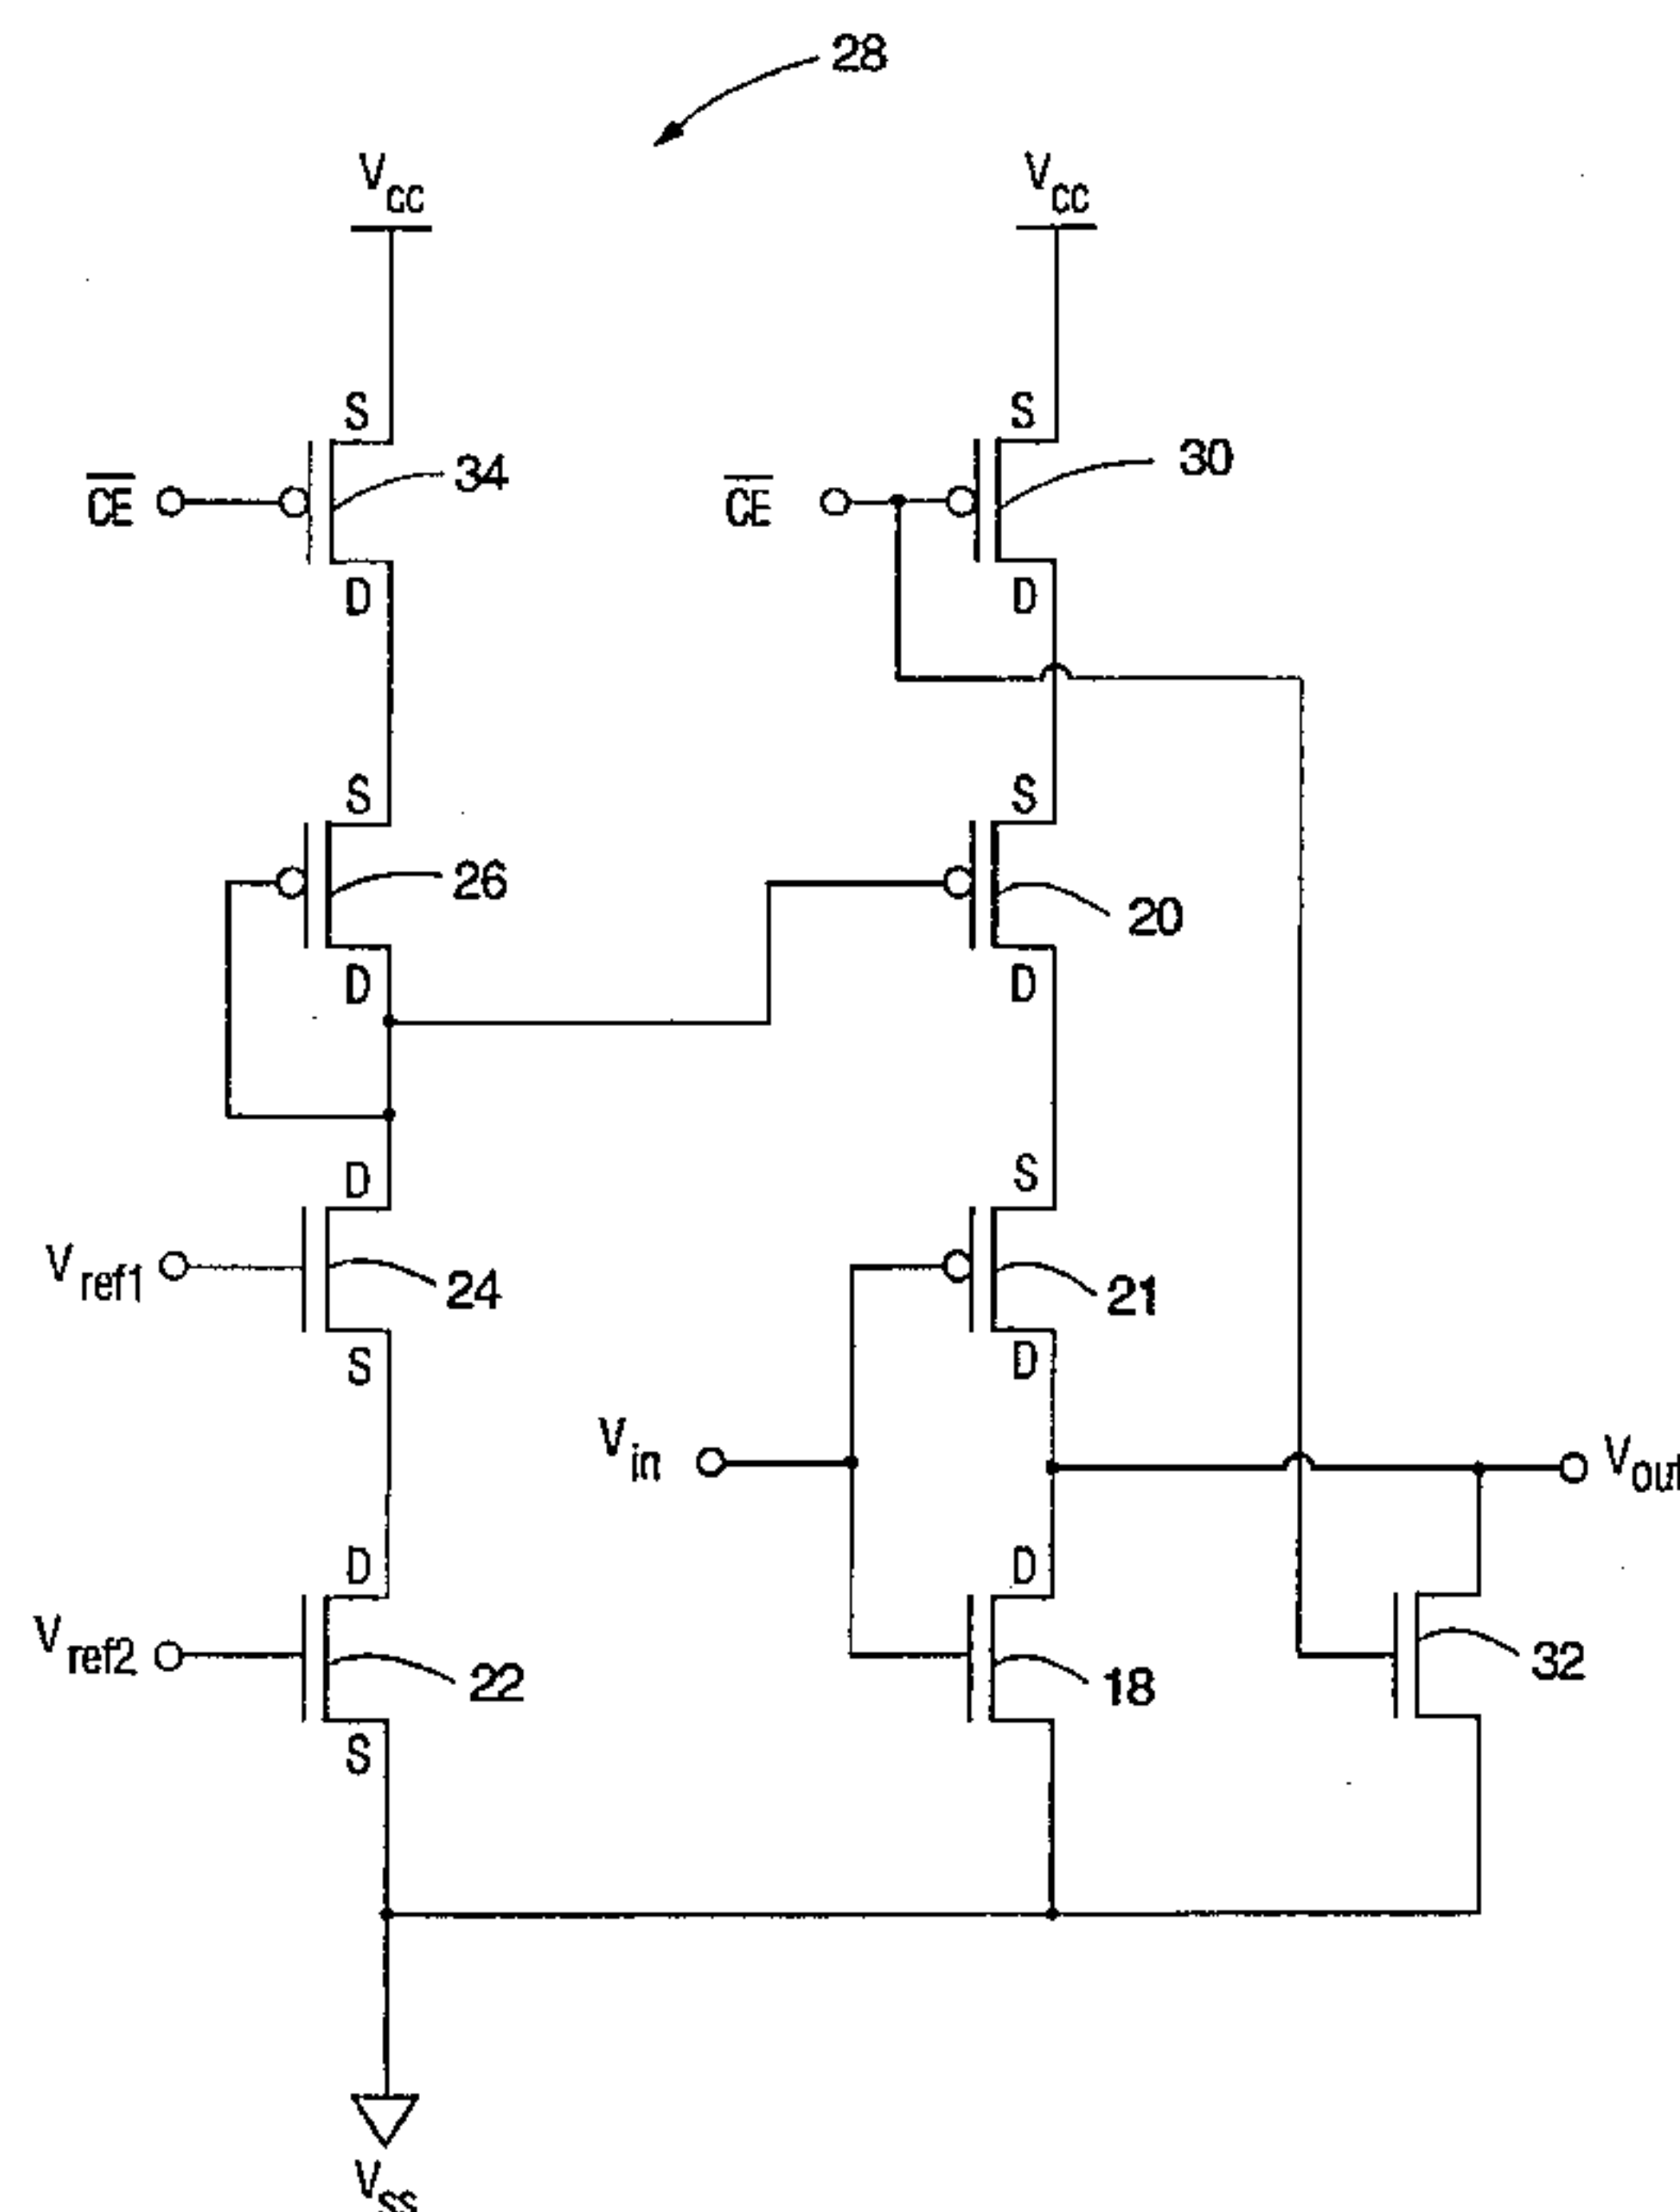 28
Vcc Vcc
S S
CE 34 CE 30
D D
S S
26 20
D D
D S
Vref1 24 21
S D
Vin Vout
D D
Vref2 22 18 32
S
Vss